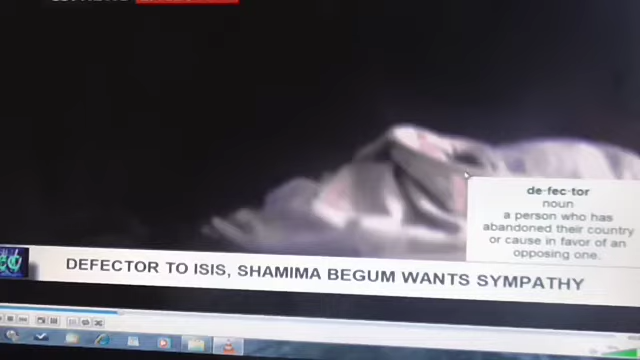 de·fec·tor
noun
a person who has
abandoned their country
or cause in favor of an
opposing one.
DEFECTOR TO ISIS, SHAMIMA BEGUM WANTS SYMPATHY